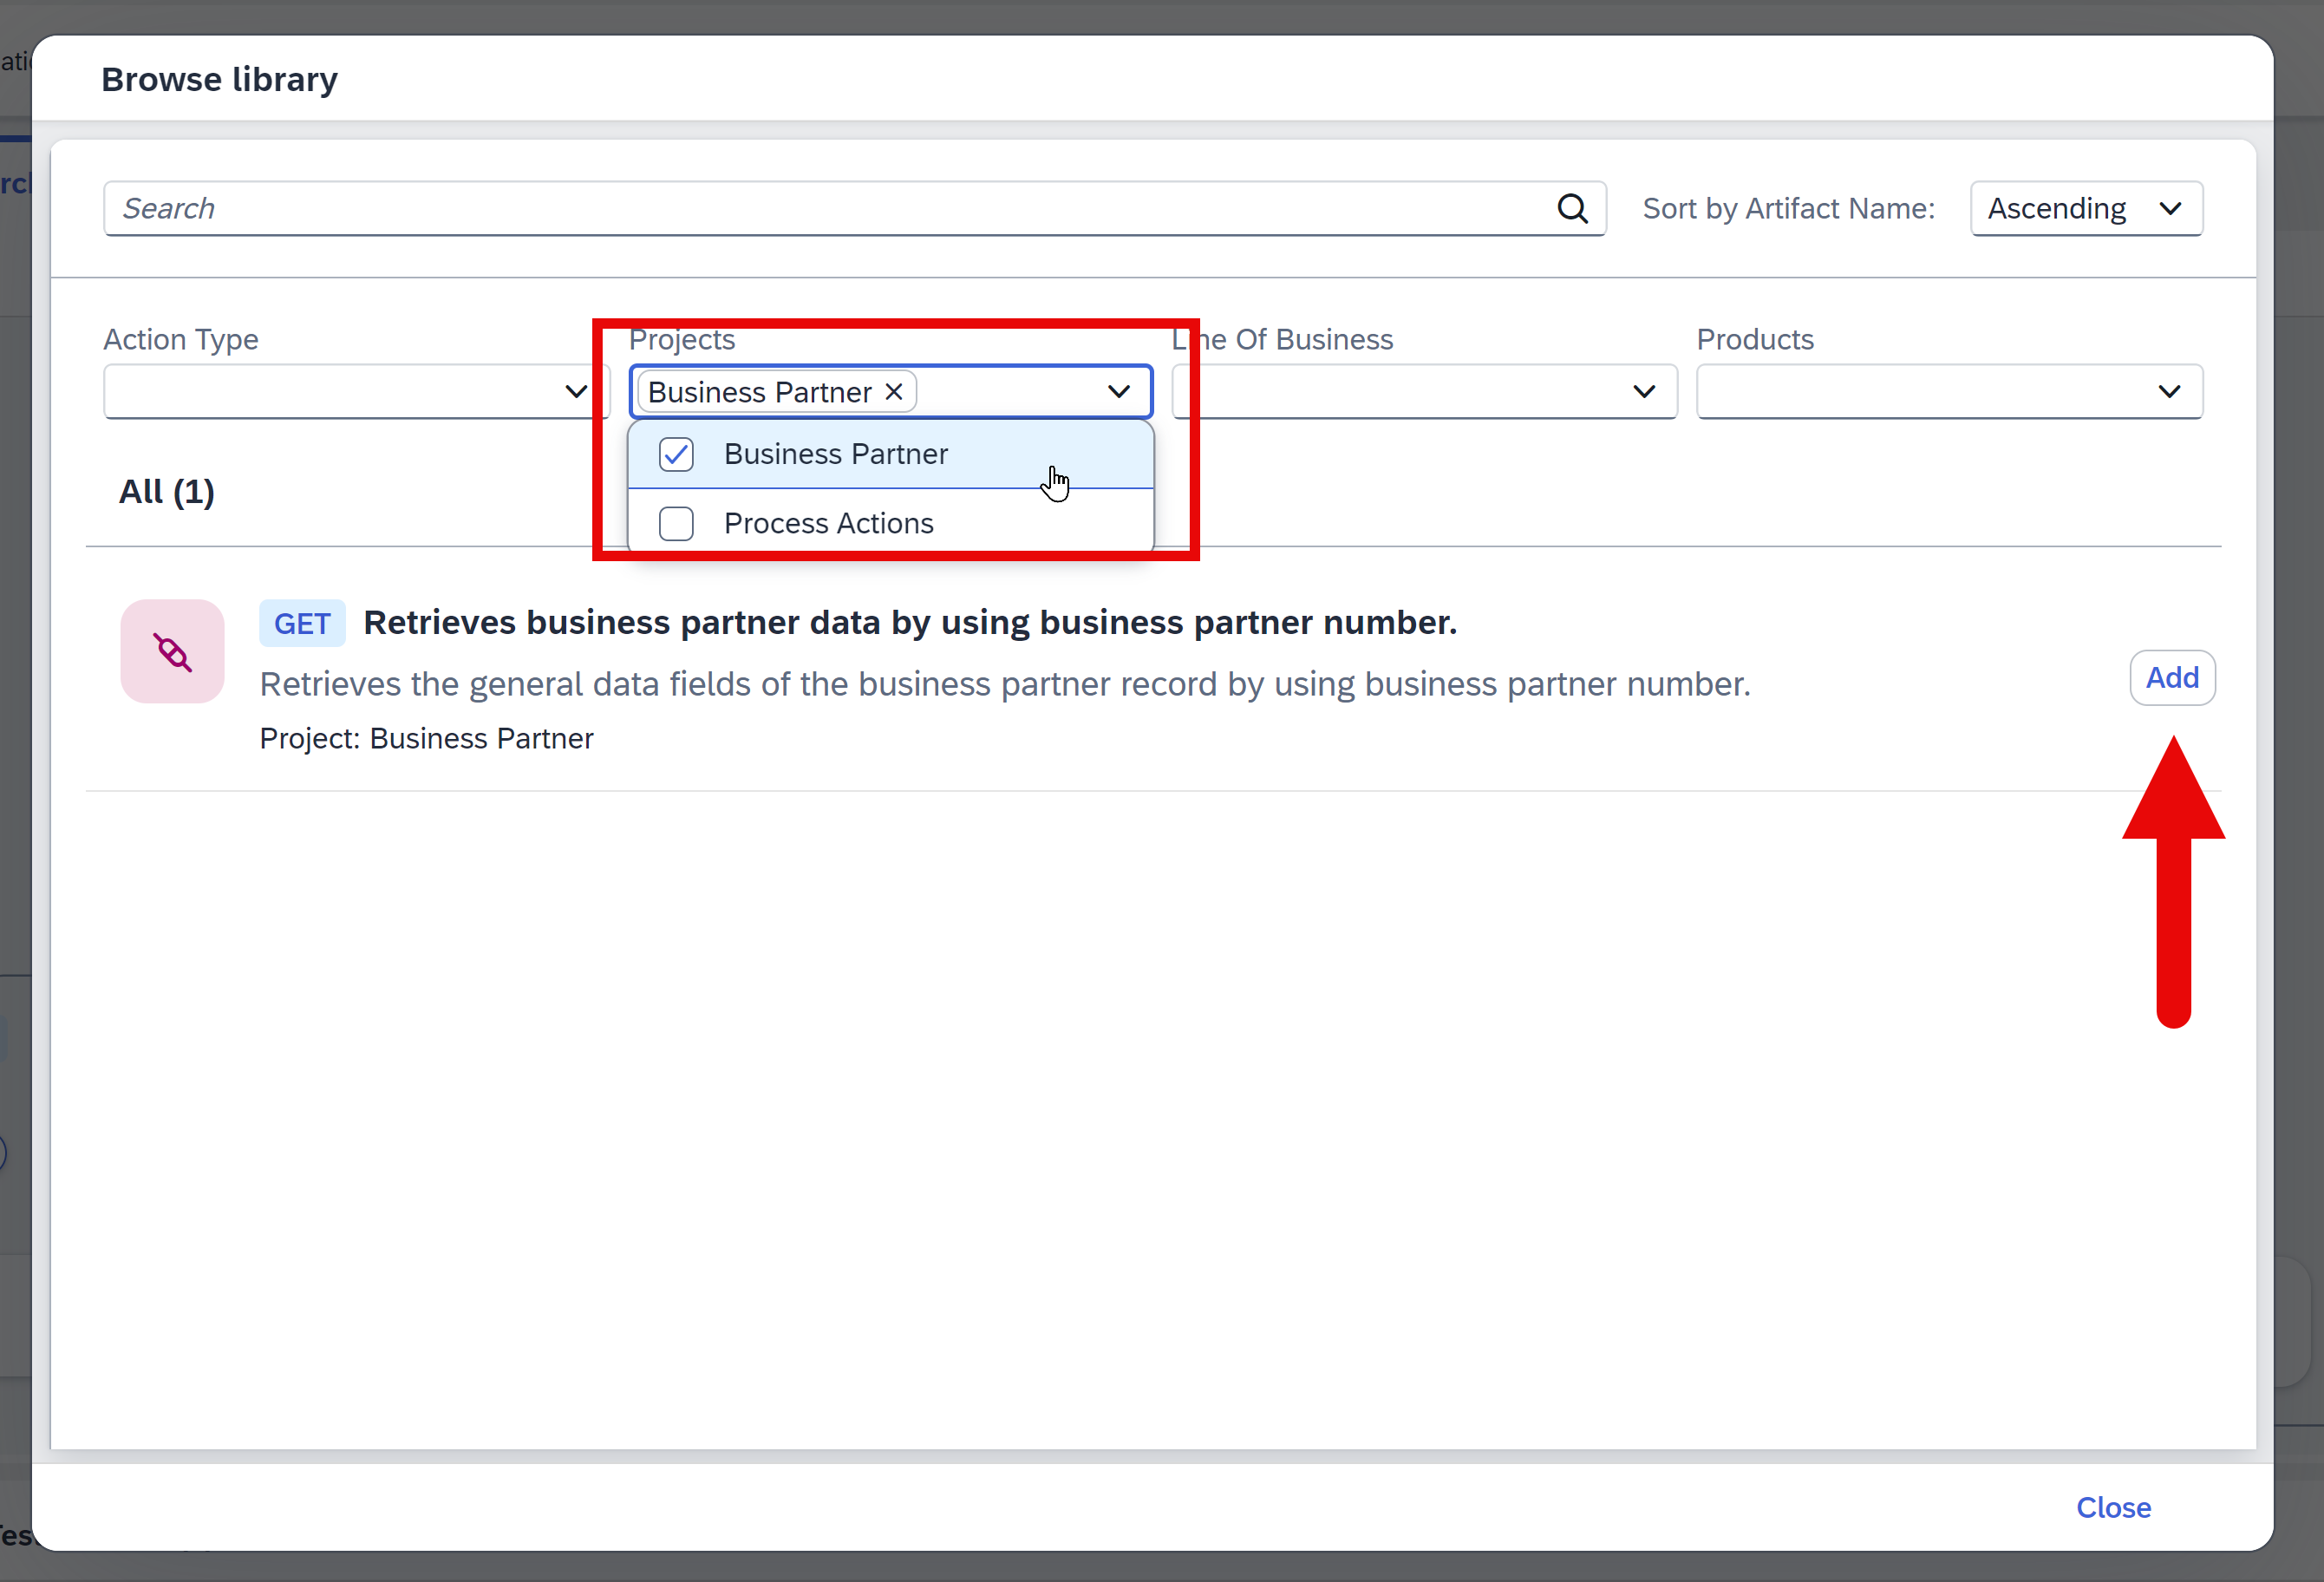 Browse library
Search
Sort by Artifact Name:
Ascending
Action Type
Projects
Business Partner
Business Partner
Process Actions
Line Of Business
Products
All (1)
GET Retrieves business partner data by using business partner number.
Retrieves the general data fields of the business partner record by using business partner number.
Project: Business Partner
Add
Close